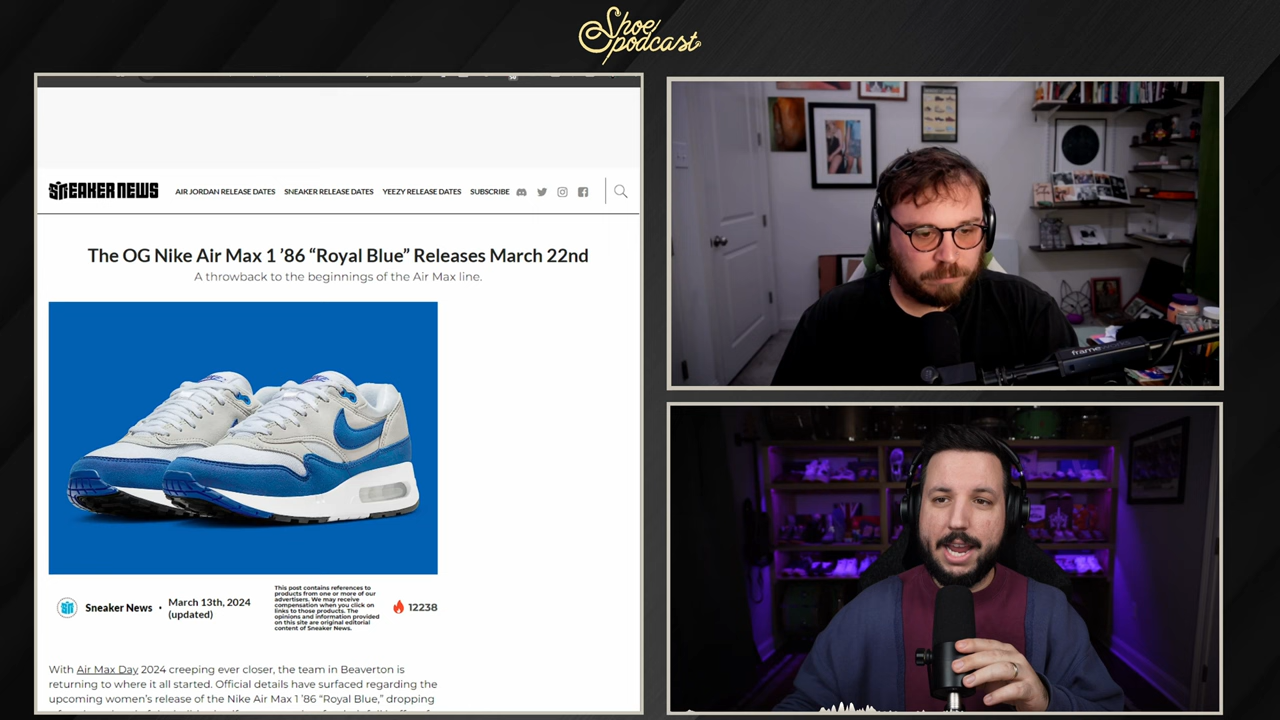 Shoe
podcast
SNEAKER NEWS
AIR JORDAN RELEASE DATES SNEAKER RELEASE DATES YEEZY RELEASE DATES SUBSCRIBE
The OG Nike Air Max 1 ’86 “Royal Blue” Releases March 22nd
A throwback to the beginnings of the Air Max line.
Sneaker News • March 13th, 2024
(updated)
This post contains references to
products from one or more of our
advertisers. We may receive
compensation when you click on
links to those products. The
opinions and information provided
on this site are original editorial
content of Sneaker News.
12238
With Air Max Day 2024 creeping ever closer, the team in Beaverton is
returning to where it all started. Official details have surfaced regarding the
upcoming women’s release of the Nike Air Max 1 ’86 “Royal Blue,” dropping
frame